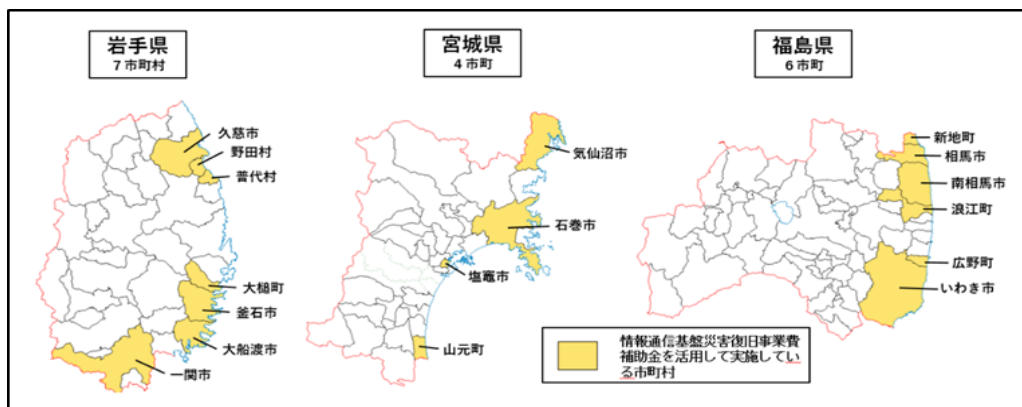 岩手県
7市町村
久慈市
野田村
普代村
大槌町
釜石市
大船渡市
一関市
宮城県
4市町
気仙沼市
石巻市
塩竈市
山元町
福島県
6市町
新地町
相馬市
南相馬市
浪江町
広野町
いわき市
情報通信基盤災害復旧事業費
補助金を活用して実施してい
る市町村